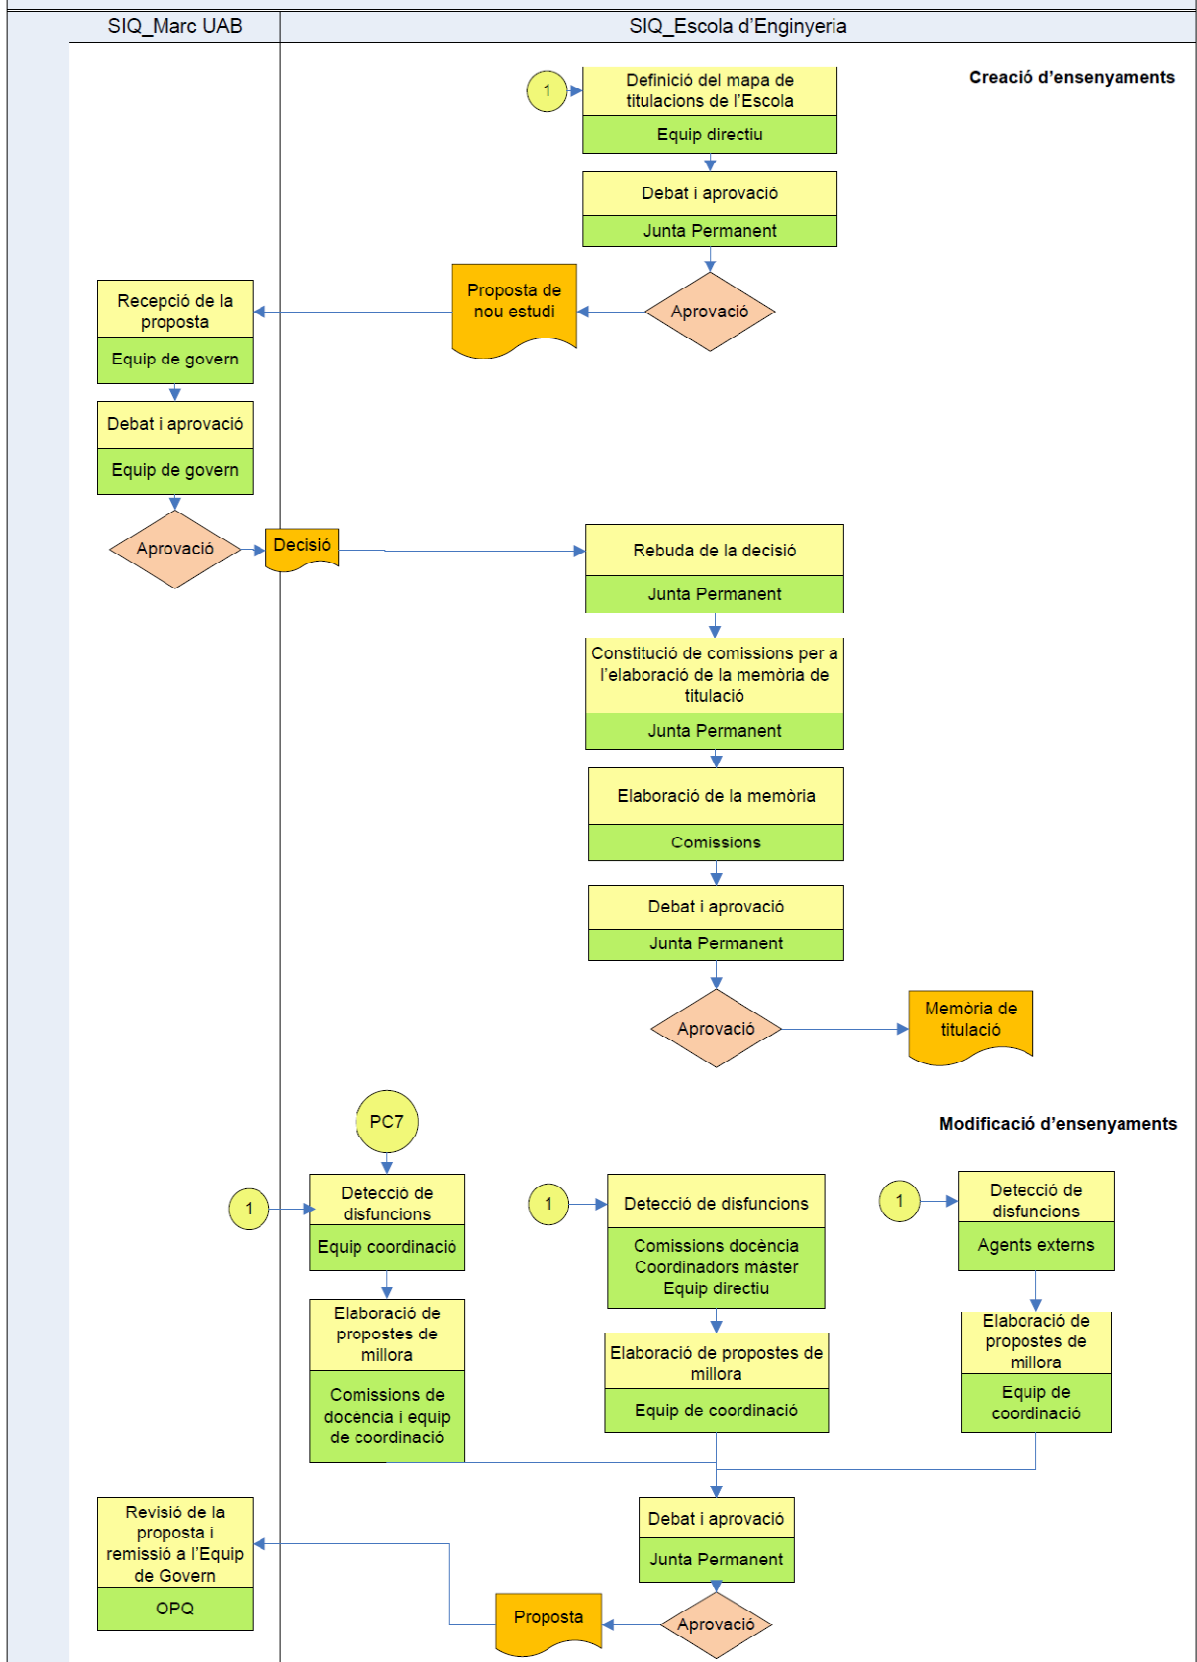 SIQ_Marc UAB
SIQ_Escola d'Enginyeria
Creació d'ensenyaments
1
Definició del mapa de
titulacions de l'Escola
Equip directiu
Debat i aprovació
Junta Permanent
Aprovació
Proposta de
nou estudi
Recepció de la
proposta
Equip de govern
Debat i aprovació
Equip de govern
Aprovació
Decisió
Rebuda de la decisió
Junta Permanent
Constitució de comissions per a
l'elaboració de la memòria de
titulació
Junta Permanent
Elaboració de la memòria
Comissions
Debat i aprovació
Junta Permanent
Aprovació
Memòria de
titulació
Modificació d'ensenyaments
PC7
1
Detecció de
disfuncions
Equip coordinació
Elaboració de
propostes de
millora
Comissions de
docència i equip
de coordinació
1
Detecció de disfuncions
Comissions docència
Coordinadors màster
Equip directiu
Elaboració de propostes de
millora
Equip de coordinació
1
Detecció de
disfuncions
Agents externs
Elaboració de
propostes de
millora
Equip de
coordinació
Debat i aprovació
Junta Permanent
Aprovació
Proposta
Revisió de la
proposta i
remissió a l'Equip
de Govern
OPQ